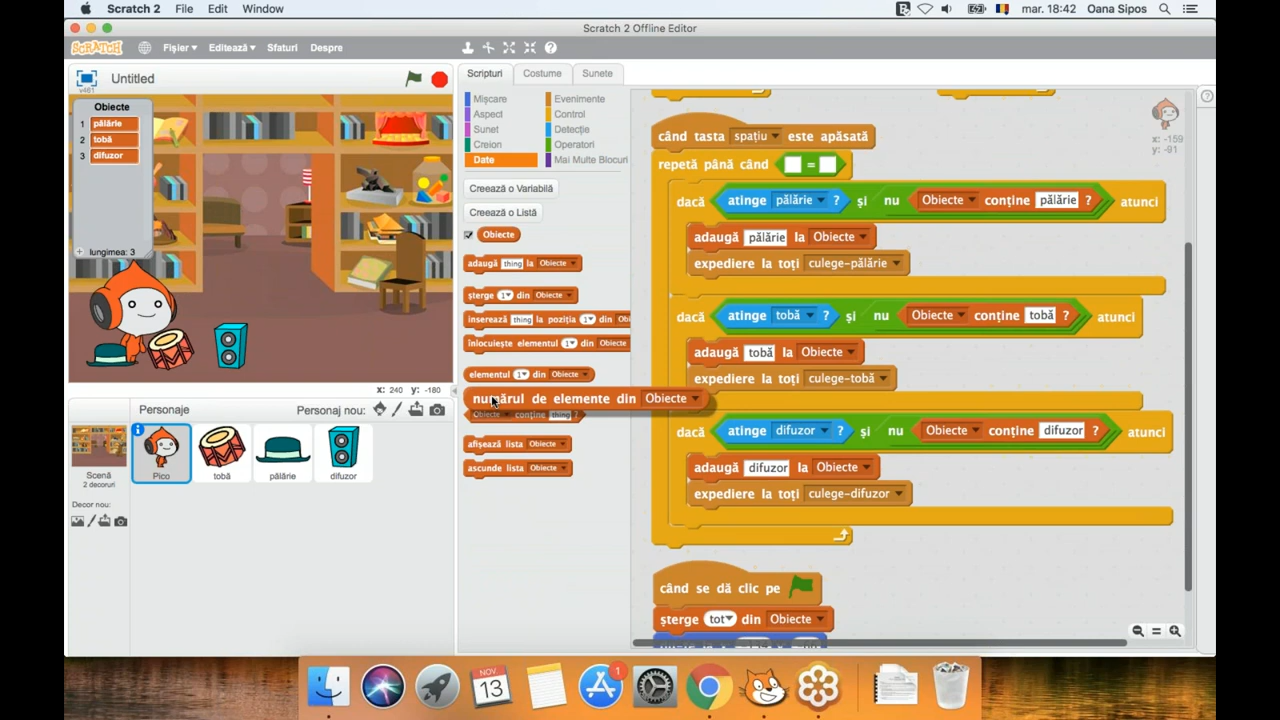 Scratch 2 File Edit Window mar. 18:42 Oana Sipos
Scratch 2 Offline Editor
SCRATCH Fișier Editează Sfaturi Despre
v461 Untitled
Obiecte
1 pălărie
2 tobă
3 difuzor
lungimea: 3
x: 240 y: -180
Personaje Personaj nou:
Scenă
2 decoruri
Decor nou:
Pico tobă pălărie difuzor
Scripturi Costume Sunete
Mișcare Evenimente
Aspect Control
Sunet Detecție
Creion Operatori
Date Mai Multe Blocuri
Creează o Variabilă
Creează o Listă
Obiecte
adaugă thing la Obiecte
șterge 1 din Obiecte
inserează thing la poziția 1 din Obi
înlocuiește elementul 1 din Obiecte
elementul 1 din Obiecte
numărul de elemente din Obiecte
Obiecte conține thing ?
afișează lista Obiecte
ascunde lista Obiecte
când tasta spațiu este apăsată
repetă până când =
dacă atinge pălărie ? și nu Obiecte conține pălărie ? atunci
adaugă pălărie la Obiecte
expediere la toți culege-pălărie
dacă atinge tobă ? și nu Obiecte conține tobă ? atunci
adaugă tobă la Obiecte
expediere la toți culege-tobă
dacă atinge difuzor ? și nu Obiecte conține difuzor ? atunci
adaugă difuzor la Obiecte
expediere la toți culege-difuzor
când se dă clic pe
șterge tot din Obiecte
x: -159
y: -91
NOV
13
1